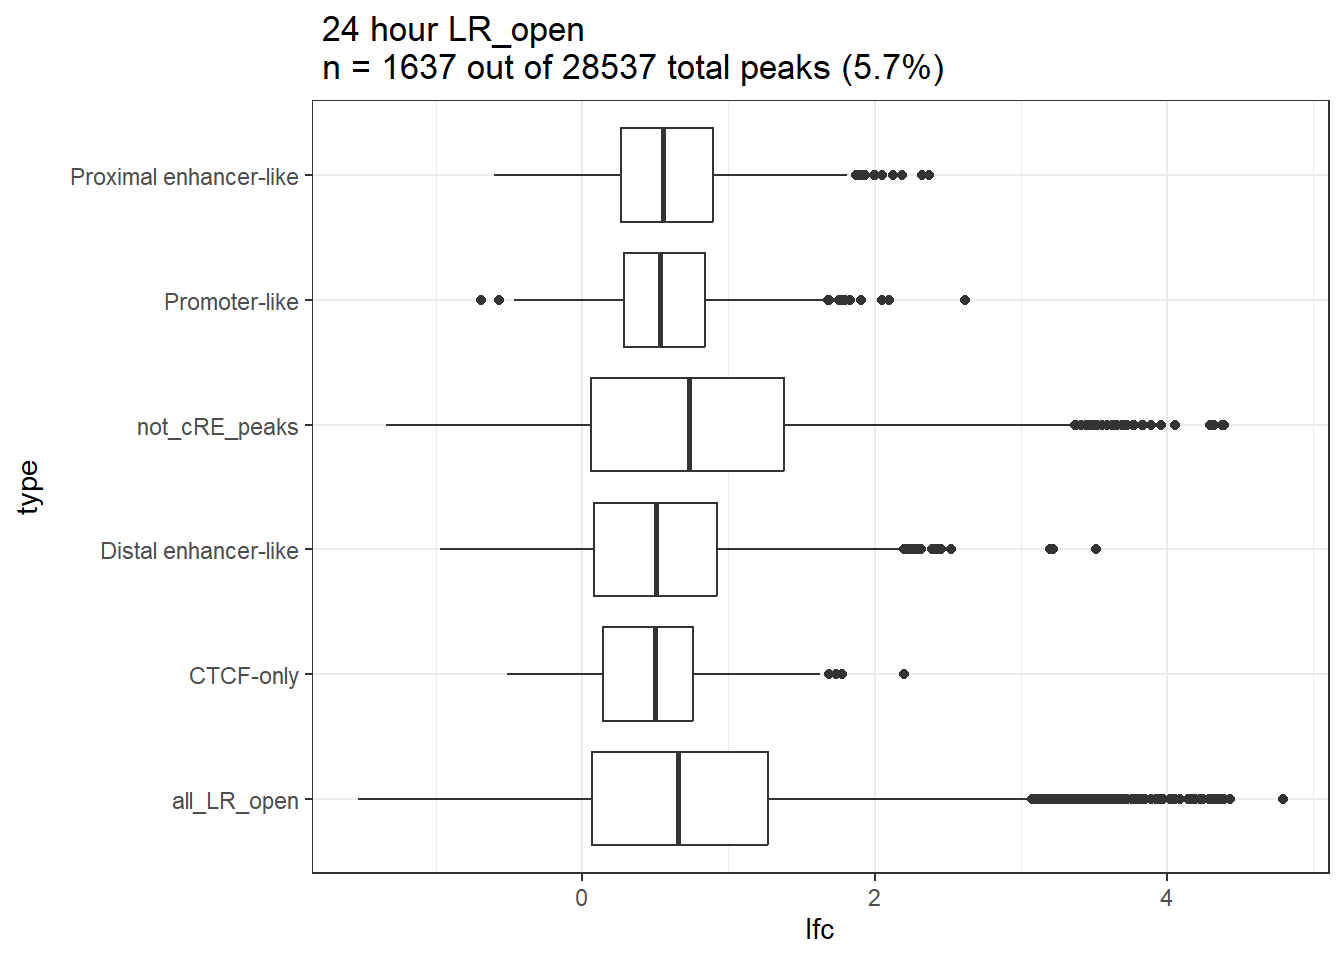 24 hour LR_open
n = 1637 out of 28537 total peaks (5.7%)
Proximal enhancer-like
Promoter-like
not_cRE_peaks
Distal enhancer-like
CTCF-only
all_LR_open
type
0
2
4
lfc